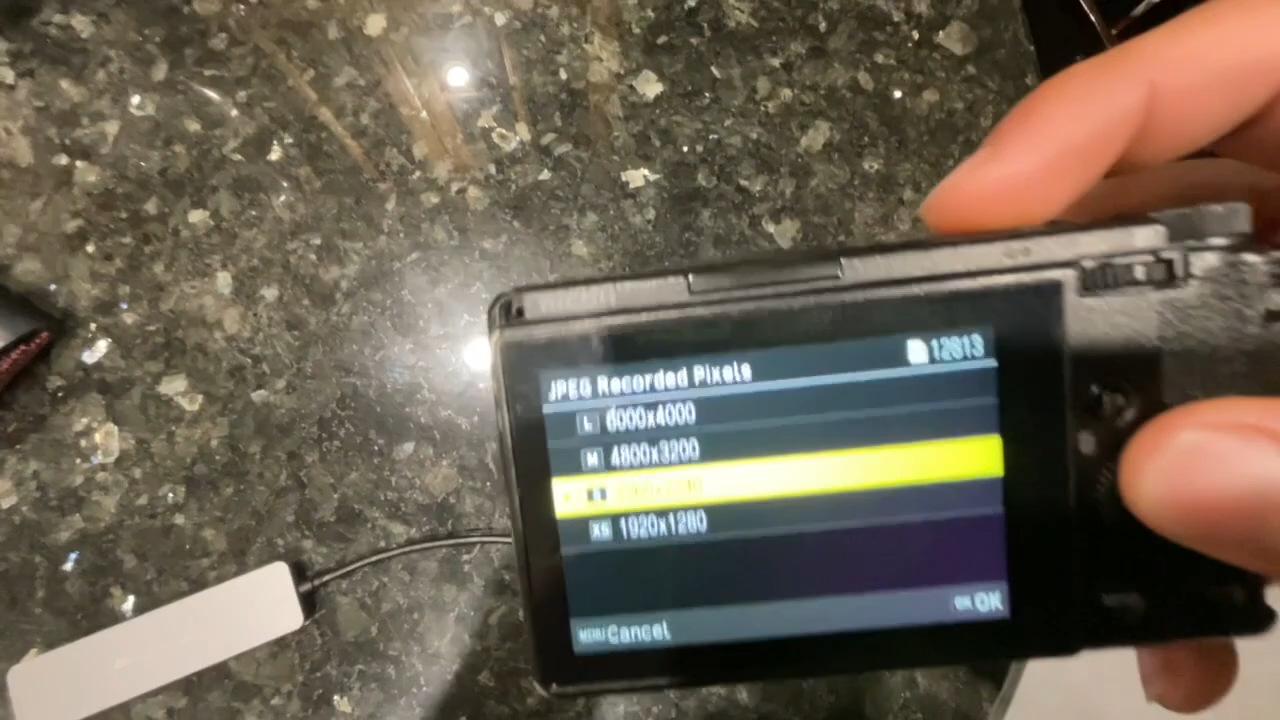 JPEG Recorded Pixels
12813
L 6000x4000
M 4800x3200
S
XS 1920x1280
MENU Cancel
OK OK